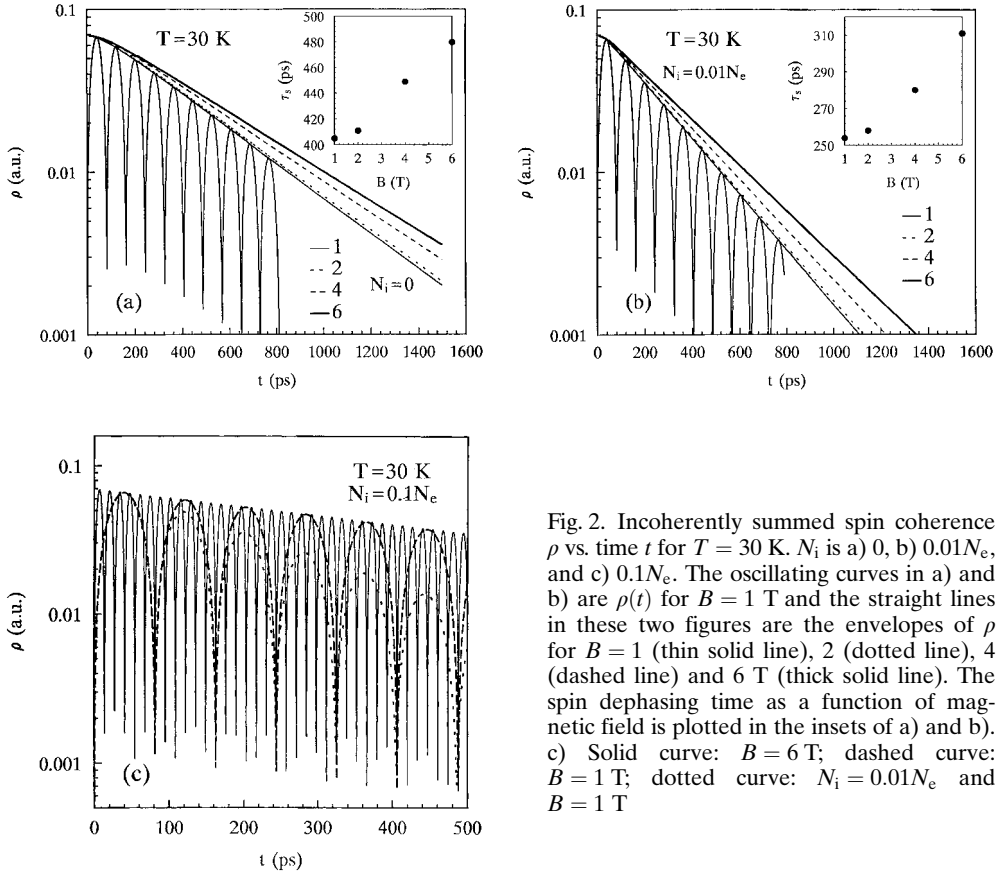 0.1
0.01
0.001
ρ (a.u.)
T=30 K
500
480
460
440
420
400
τs (ps)
1 2 3 4 5 6
B (T)
1
2
4
6
Ni=0
(a)
0 200 400 600 800 1000 1200 1400 1600
t (ps)
0.1
0.01
0.001
ρ (a.u.)
T=30 K
Ni=0.01Ne
310
290
270
250
τs (ps)
1 2 3 4 5 6
B (T)
1
2
4
6
(b)
0 200 400 600 800 1000 1200 1400 1600
t (ps)
0.1
0.01
0.001
ρ (a.u.)
T=30 K
Ni=0.1Ne
(c)
0 100 200 300 400 500
t (ps)
Fig. 2. Incoherently summed spin coherence
ρ vs. time t for T = 30 K. Ni is a) 0, b) 0.01Ne,
and c) 0.1Ne. The oscillating curves in a) and
b) are ρ(t) for B = 1 T and the straight lines
in these two figures are the envelopes of ρ
for B = 1 (thin solid line), 2 (dotted line), 4
(dashed line) and 6 T (thick solid line). The
spin dephasing time as a function of mag-
netic field is plotted in the insets of a) and b).
c) Solid curve: B = 6 T; dashed curve:
B = 1 T; dotted curve: Ni = 0.01Ne and
B = 1 T